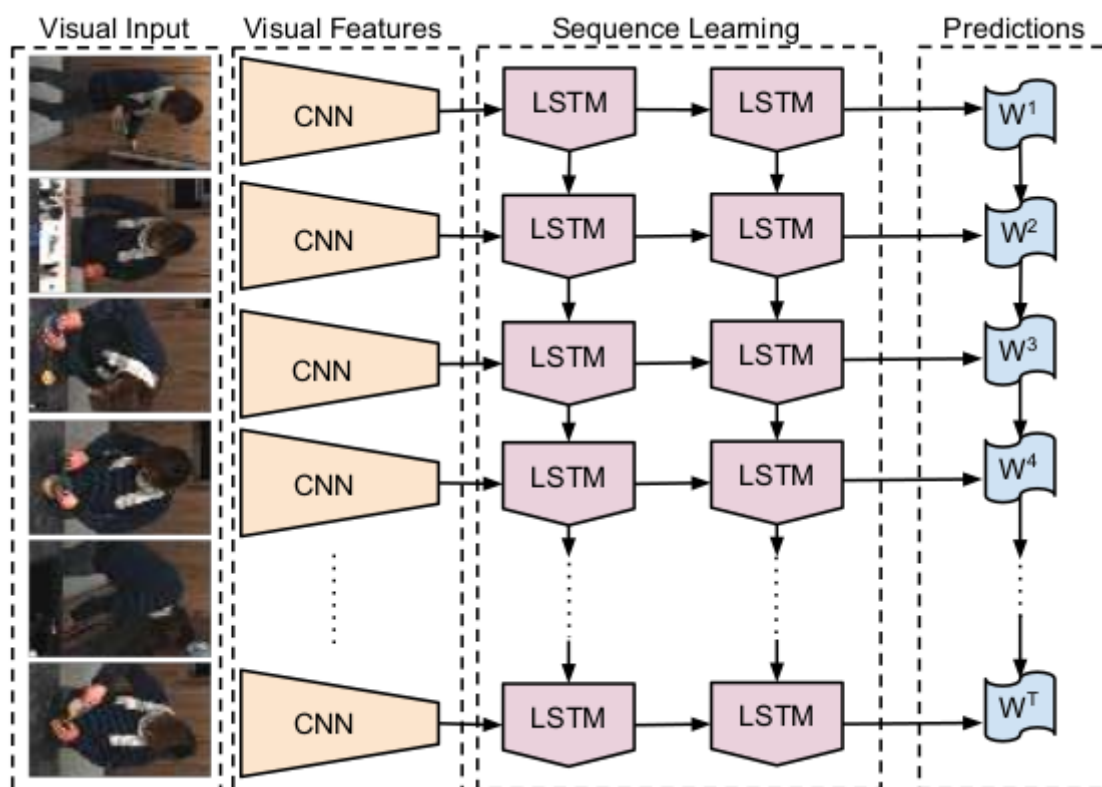 Visual Input Visual Features Sequence Learning Predictions
CNN LSTM LSTM W¹
CNN LSTM LSTM W²
CNN LSTM LSTM W³
CNN LSTM LSTM W⁴
CNN LSTM LSTM Wᵀ